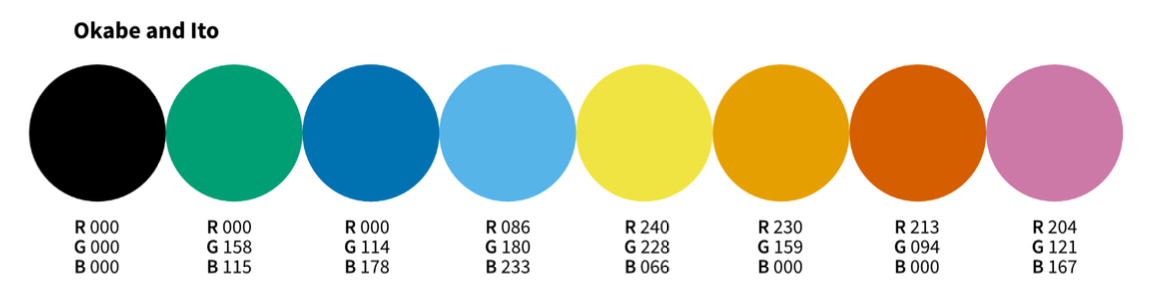 Okabe and Ito
R 000 R 000 R 000 R 086 R 240 R 230 R 213 R 204
G 000 G 158 G 114 G 180 G 228 G 159 G 094 G 121
B 000 B 115 B 178 B 233 B 066 B 000 B 000 B 167